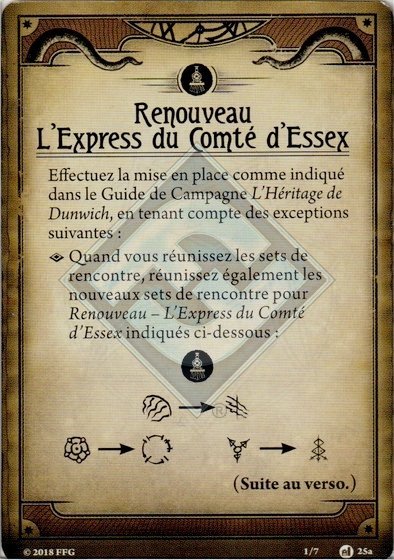 Renouveau
L'Express du Comté d'Essex
Effectuez la mise en place comme indiqué
dans le Guide de Campagne L'Héritage de
Dunwich, en tenant compte des exceptions
suivantes :
Quand vous réunissez les sets de
rencontre, réunissez également les
nouveaux sets de rencontre pour
Renouveau – L'Express du Comté
d'Essex indiqués ci-dessous :
®
(Suite au verso.)
© 2018 FFG
1/7
25a